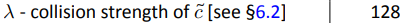 λ - collision strength of c̃ [see §6.2] | 128